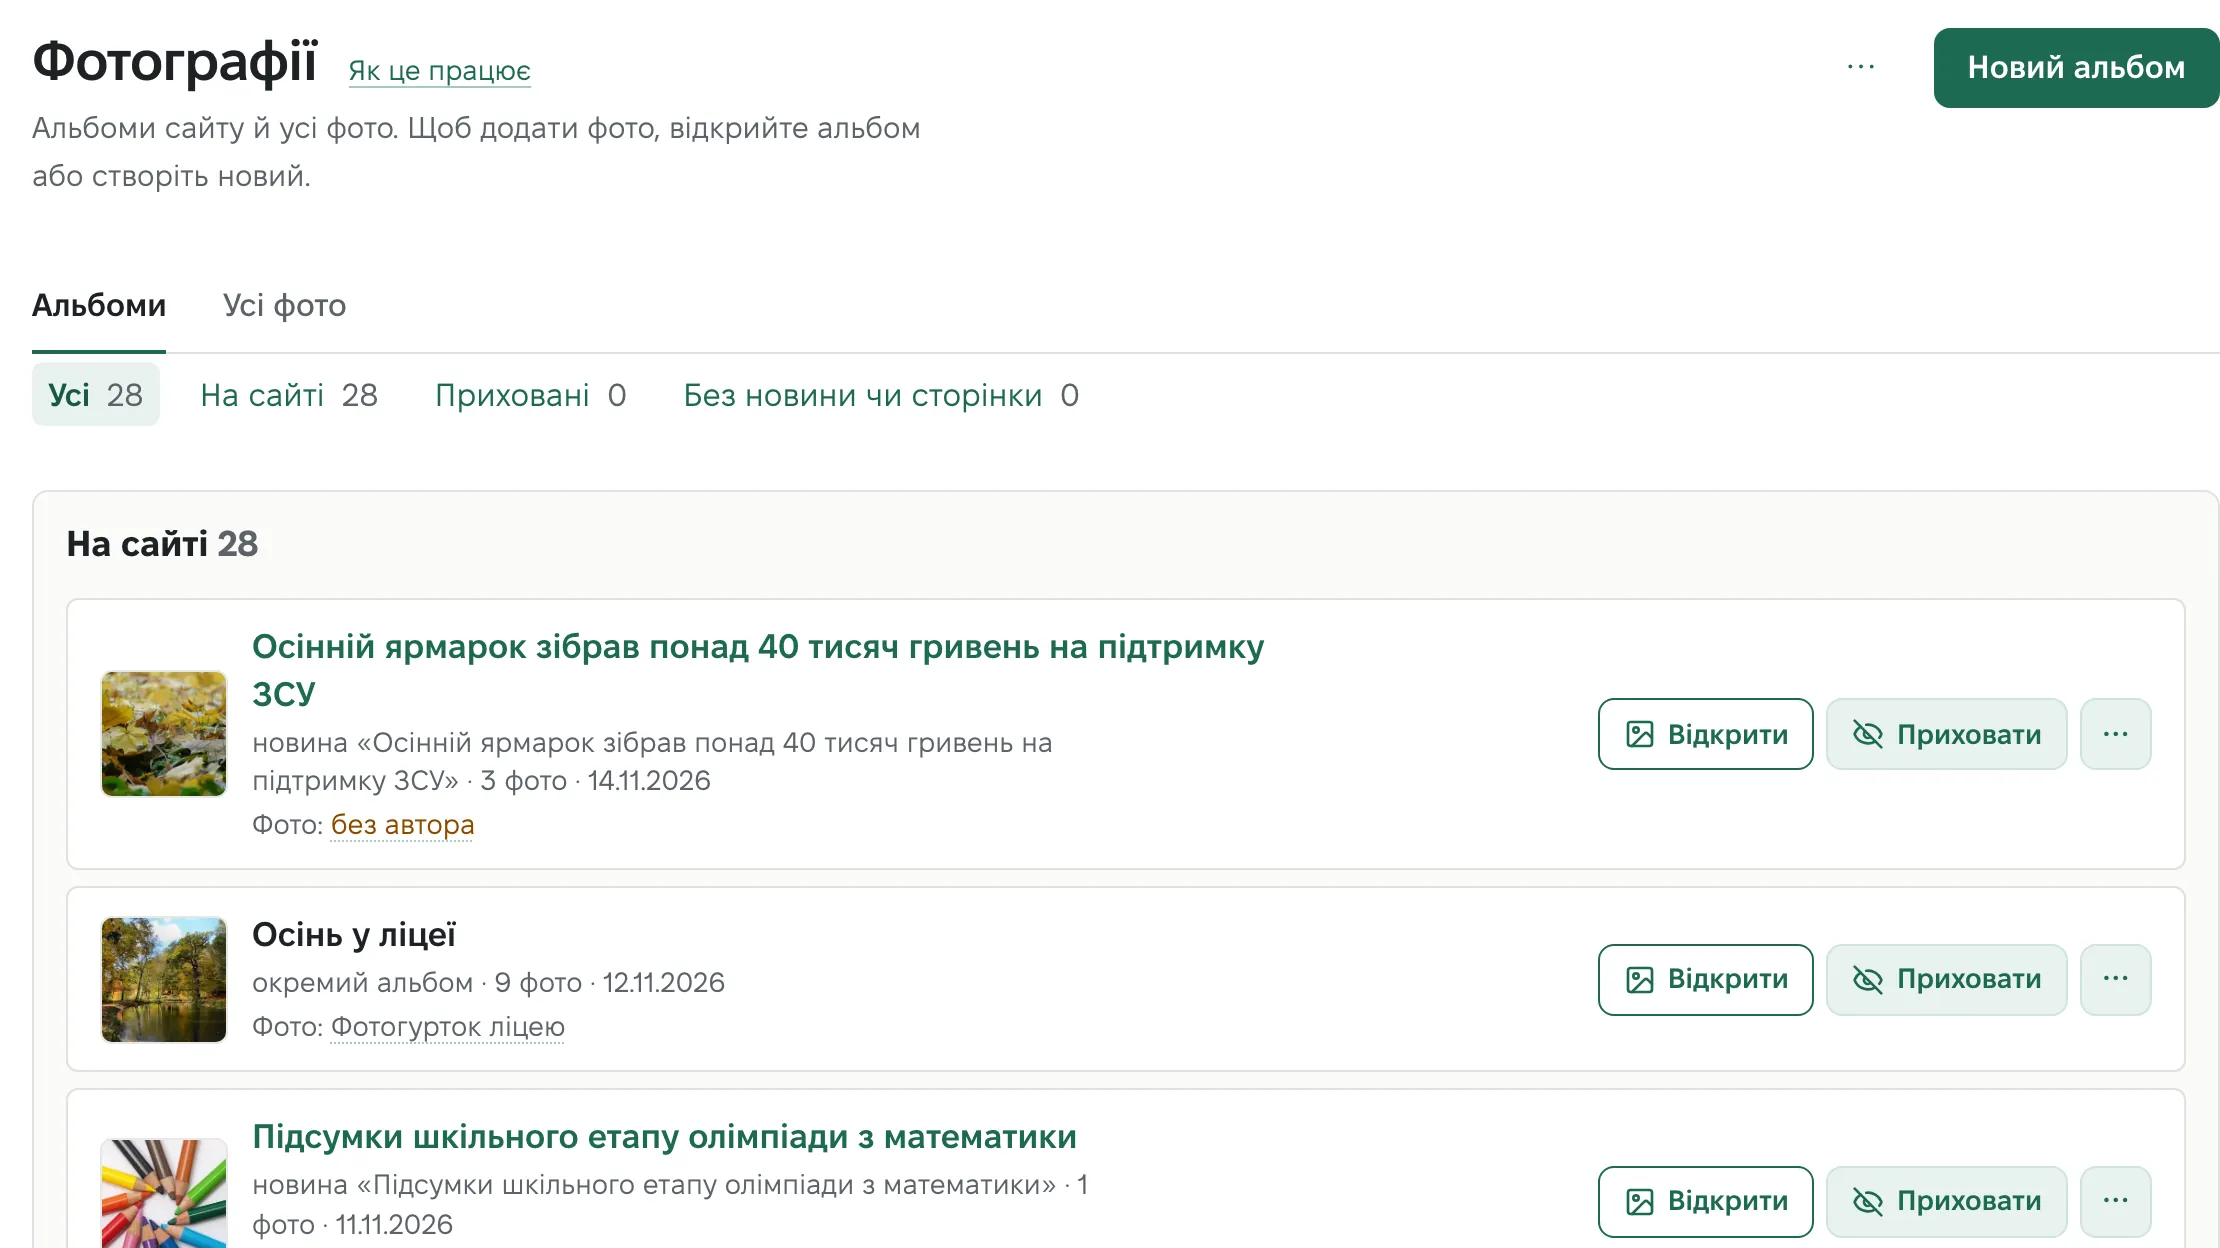 Фотографії
Як це працює
···
Новий альбом
Альбоми сайту й усі фото. Щоб додати фото, відкрийте альбом
або створіть новий.
Альбоми
Усі фото
Усі 28
На сайті 28
Приховані 0
Без новини чи сторінки 0
На сайті 28
Осінній ярмарок зібрав понад 40 тисяч гривень на підтримку
ЗСУ
новина «Осінній ярмарок зібрав понад 40 тисяч гривень на
підтримку ЗСУ» · 3 фото · 14.11.2026
Фото: без автора
Відкрити
Приховати
···
Осінь у ліцеї
окремий альбом · 9 фото · 12.11.2026
Фото: Фотогурток ліцею
Відкрити
Приховати
···
Підсумки шкільного етапу олімпіади з математики
новина «Підсумки шкільного етапу олімпіади з математики» · 1
фото · 11.11.2026
Відкрити
Приховати
···